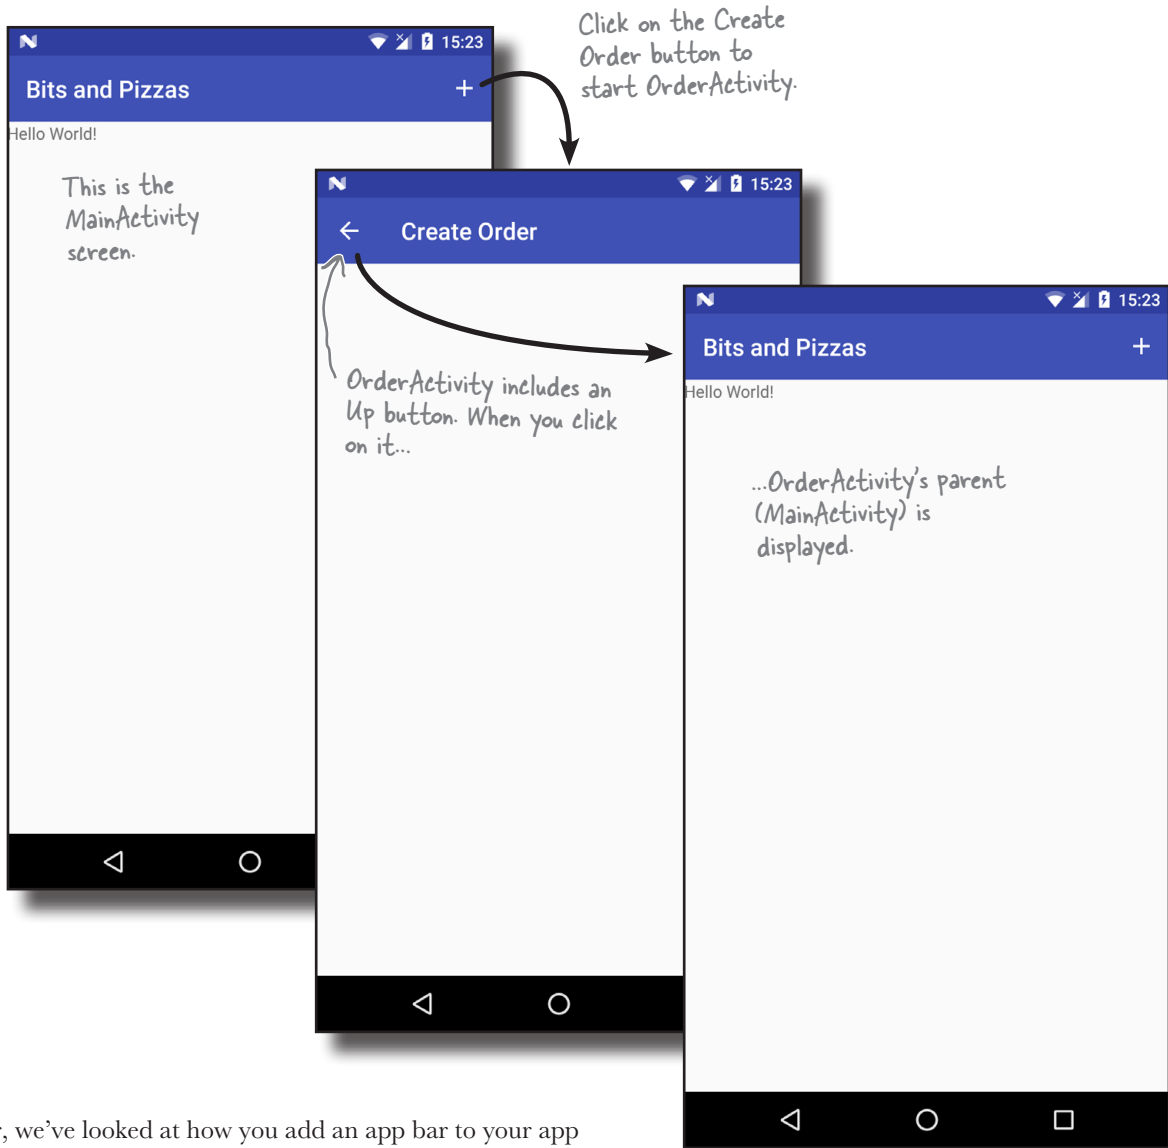 Click on the Create
Order button to
start OrderActivity.
15:23
Bits and Pizzas
Hello World!
This is the
MainActivity
screen.
15:23
Create Order
OrderActivity includes an
Up button. When you click
on it...
15:23
Bits and Pizzas
Hello World!
...OrderActivity's parent
(MainActivity) is
displayed.
, we've looked at how you add an app bar to your app